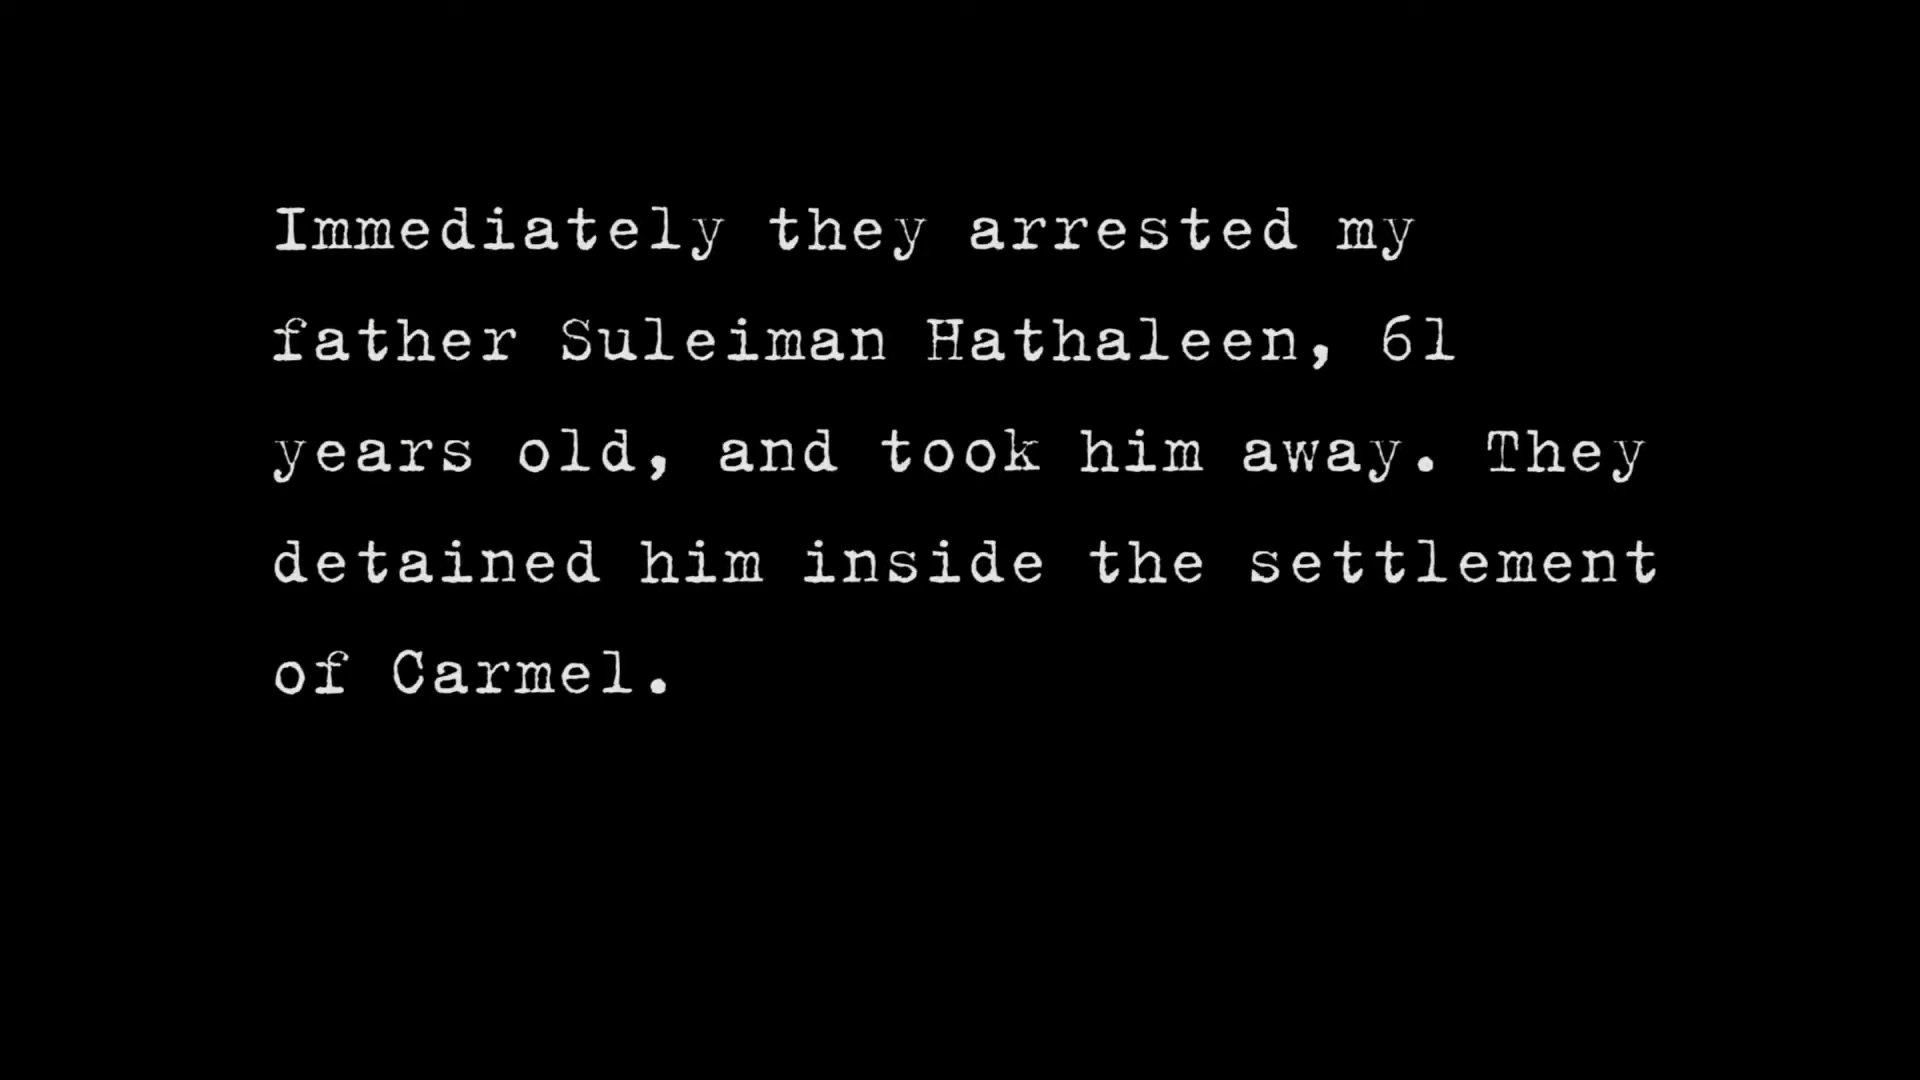 Immediately they arrested my
father Suleiman Hathaleen, 61
years old, and took him away. They
detained him inside the settlement
of Carmel.